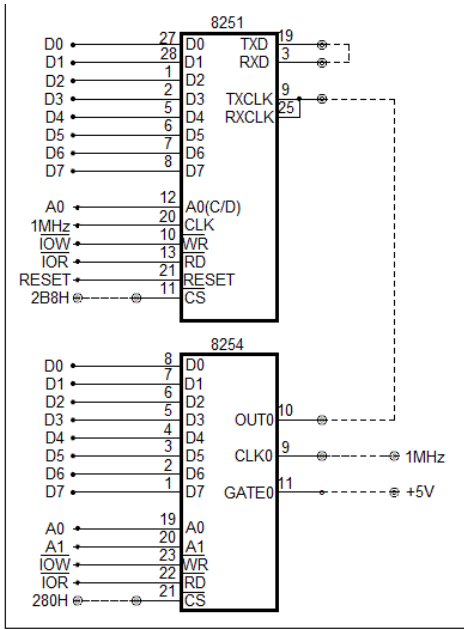 8251
D0 27 D0 TXD 19
D1 28 D1 RXD 3
D2 1 D2
D3 2 D3 TXCLK 9
D4 5 D4 RXCLK 25
D5 6 D5
D6 7 D6
D7 8 D7
A0 12 A0(C/D)
1MHz 20 CLK
IOW 10 WR
IOR 13 RD
RESET 21 RESET
2B8H 11 CS
8254
D0 8 D0
D1 7 D1
D2 6 D2
D3 5 D3 OUT0 10
D4 4 D4
D5 3 D5 CLK0 9 1MHz
D6 2 D6
D7 1 D7 GATE0 11 +5V
A0 19 A0
A1 20 A1
IOW 23 WR
IOR 22 RD
280H 21 CS